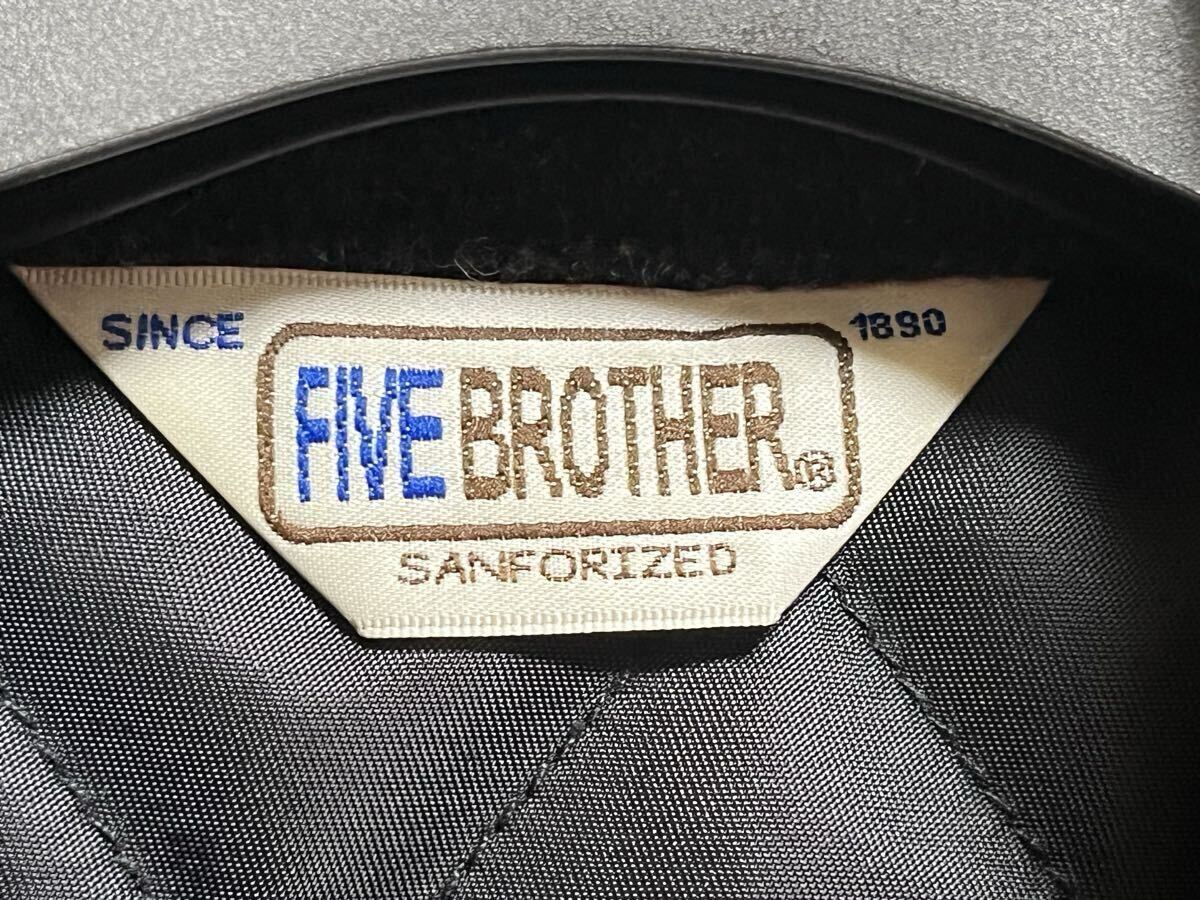 SINCE 1890
FIVE BROTHER®
SANFORIZED